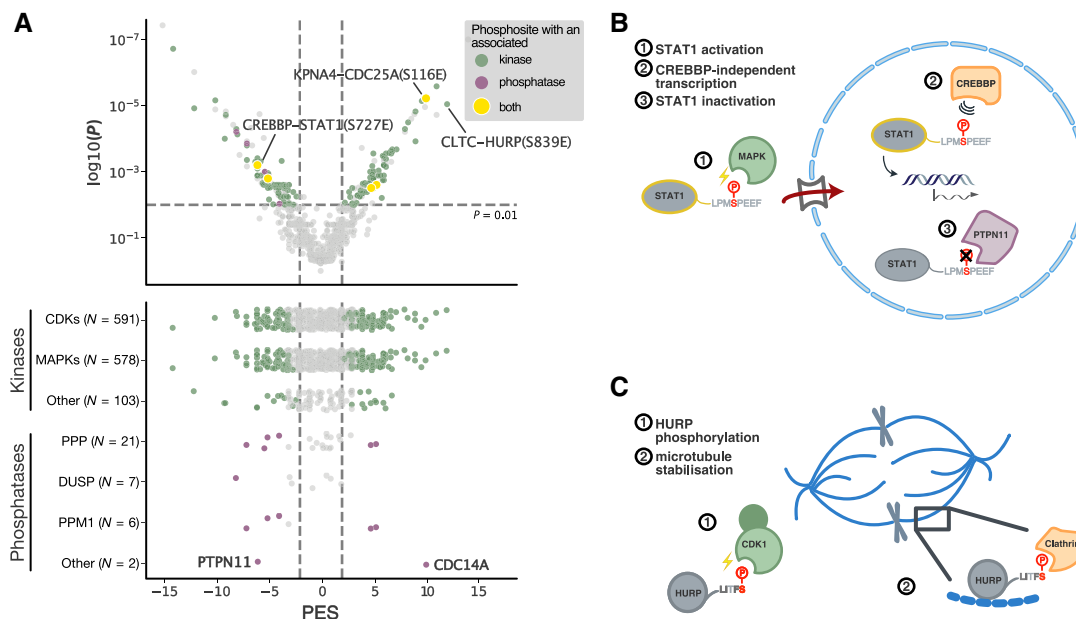 A
10⁻⁷
10⁻⁵
10⁻³
10⁻¹
log10(P)
Phosphosite with an
associated
kinase
phosphatase
both
KPNA4–CDC25A(S116E)
CREBBP–STAT1(S727E)
CLTC–HURP(S839E)
P = 0.01
Kinases
CDKs (N = 591)
MAPKs (N = 578)
Other (N = 103)
Phosphatases
PPP (N = 21)
DUSP (N = 7)
PPM1 (N = 6)
Other (N = 2)
PTPN11
CDC14A
−15
−10
−5
0
5
10
15
PES
B
1 STAT1 activation
2 CREBBP-independent
transcription
3 STAT1 inactivation
1
MAPK
P
STAT1
LPMSPEEF
2
CREBBP
P
STAT1
LPMSPEEF
3
PTPN11
P
STAT1
LPMSPEEF
C
1 HURP
phosphorylation
2 microtubule
stabilisation
1
CDK1
P
HURP
LITFS
2
Clathrin
P
HURP
LITFS